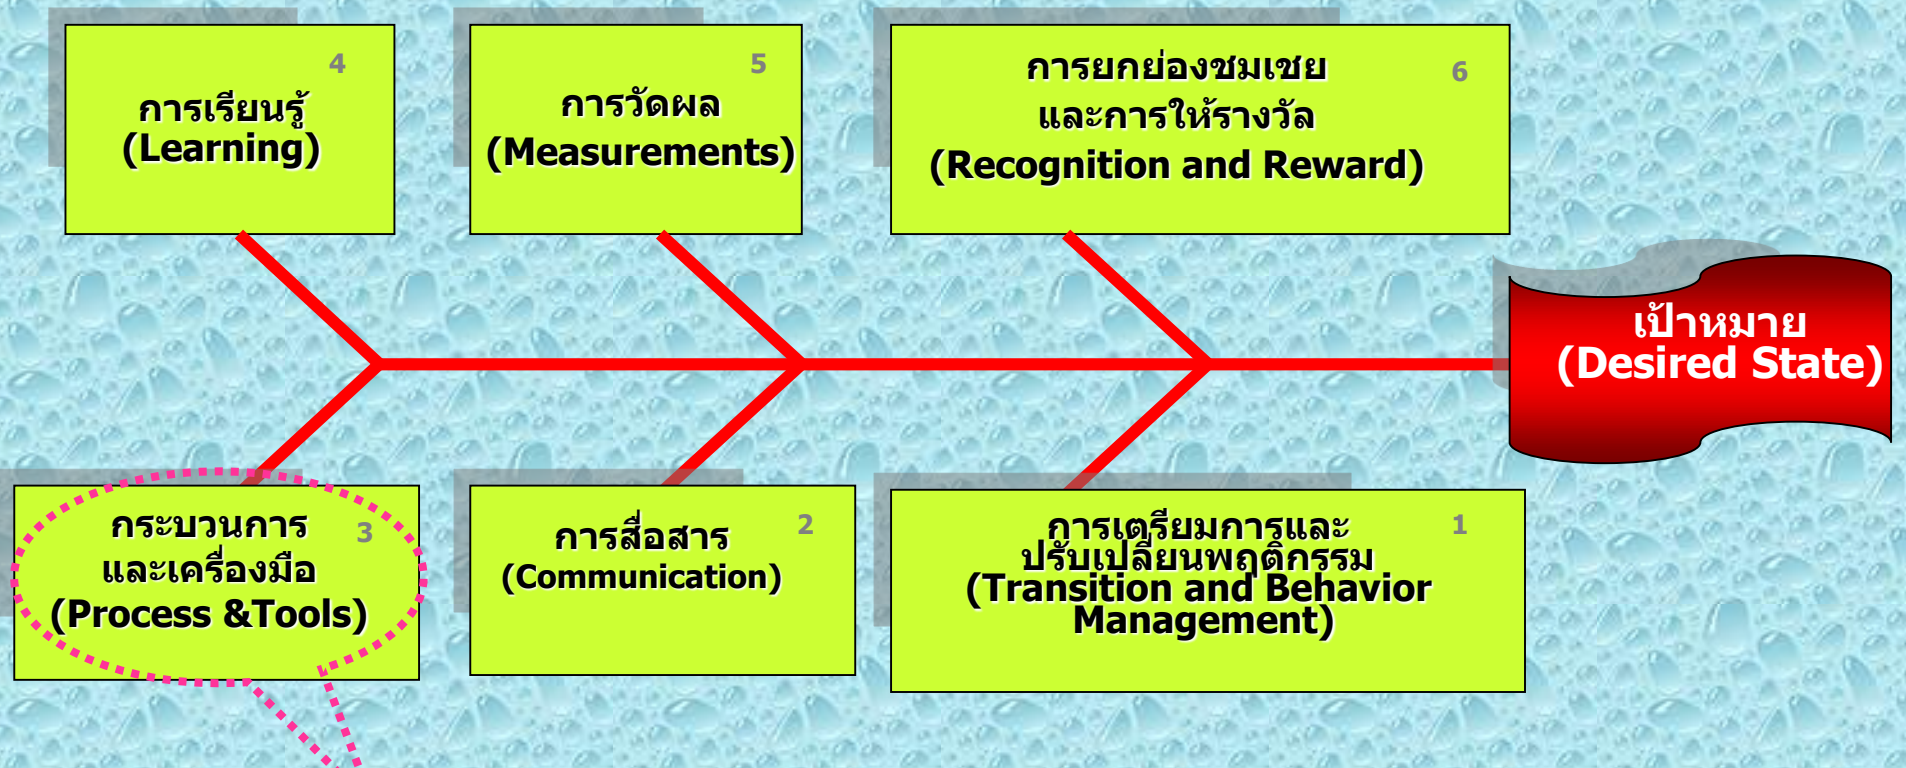 4
การเรียนรู้
(Learning)
5
การวัดผล
(Measurements)
6
การยกย่องชมเชย
และการให้รางวัล
(Recognition and Reward)
เป้าหมาย
(Desired State)
3
กระบวนการ
และเครื่องมือ
(Process &Tools)
2
การสื่อสาร
(Communication)
1
การเตรียมการและ
ปรับเปลี่ยนพฤติกรรม
(Transition and Behavior
Management)